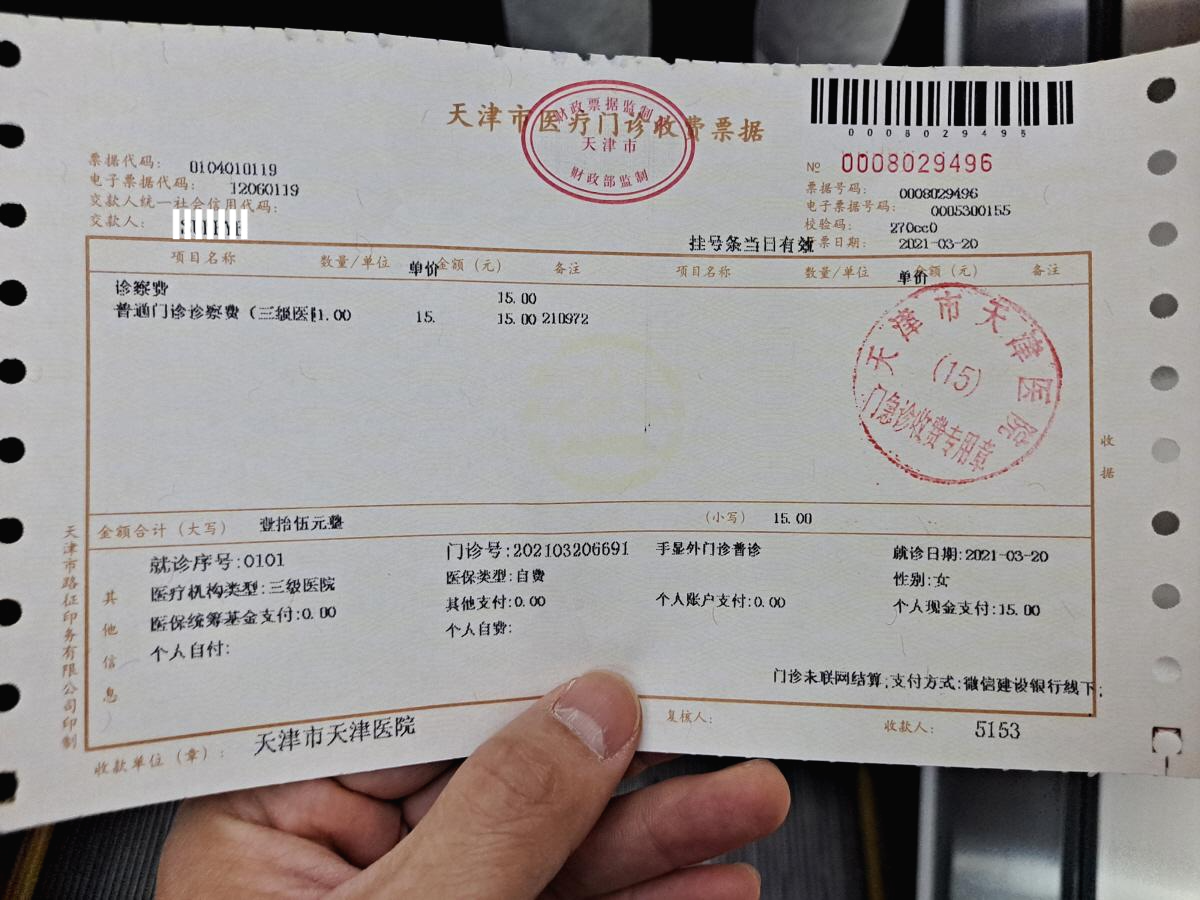 天津市医疗门诊收费票据
财政票据监制
天津市
财政部监制
0008029495
№ 0008029496
票据代码： 0104010119
电子票据代码： 12060119
交款人统一社会信用代码：
交款人：
票据号码： 0008029496
电子票据号码： 0005300155
校验码： 270cc0
挂号条当日有效 票日期： 2021-03-20
项目名称 数量/单位 单价 金额（元） 备注 项目名称 数量/单位 单价 金额（元） 备注
诊察费 15.00
普通门诊诊察费（三级医 1.00 15. 15.00 210972
天津市天津医院
(15)
门急诊收费专用章
收据
金额合计（大写） 壹拾伍元整 （小写） 15.00
其他信息
就诊序号:0101 门诊号:202103206691 手显外门诊普诊 就诊日期:2021-03-20
医疗机构类型:三级医院 医保类型:自费 性别:女
医保统筹基金支付:0.00 其他支付:0.00 个人账户支付:0.00 个人现金支付:15.00
个人自付: 个人自费:
门诊未联网结算;支付方式:微信建设银行线下;
收款单位（章）： 天津市天津医院 复核人： 收款人： 5153
天津市路征印务有限公司印制